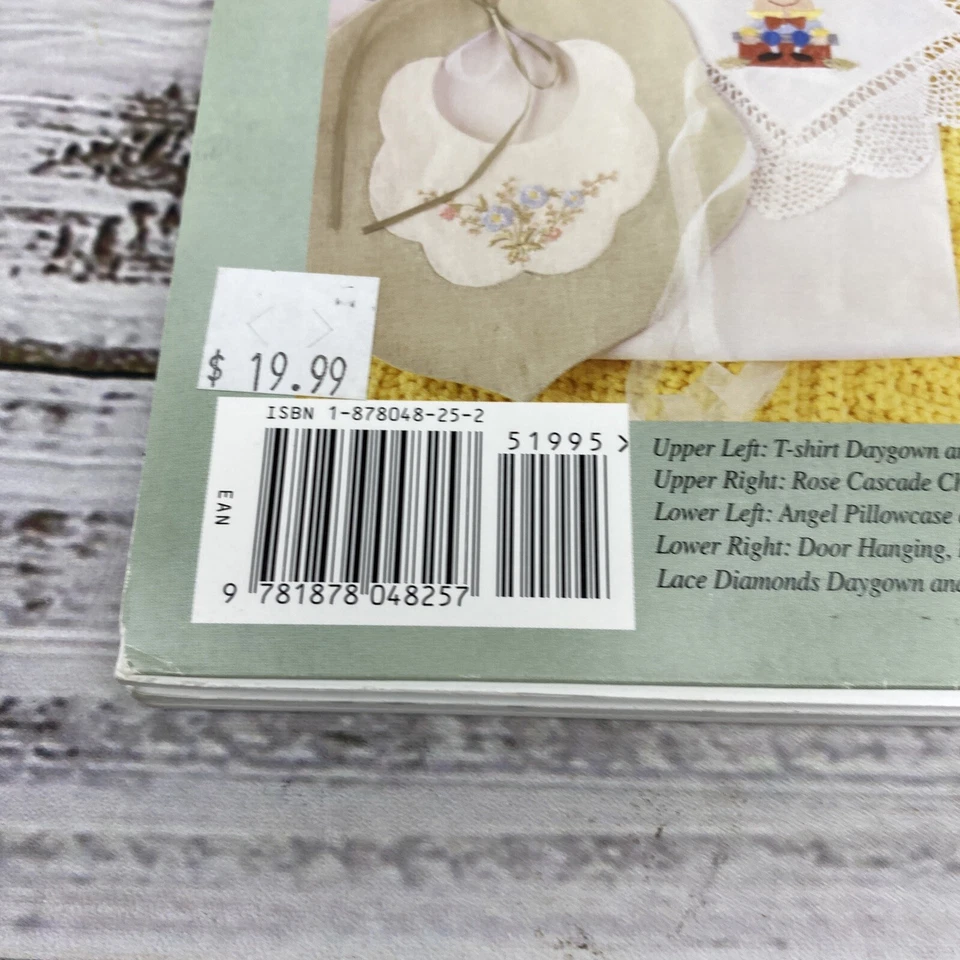 $ 19.99
ISBN 1-878048-25-2
51995 >
EAN
9 781878 048257
Upper Left: T-shirt Daygown
Upper Right: Rose Cascade
Lower Left: Angel Pillowcase
Lower Right: Door Hanging,
Lace Diamonds Daygown